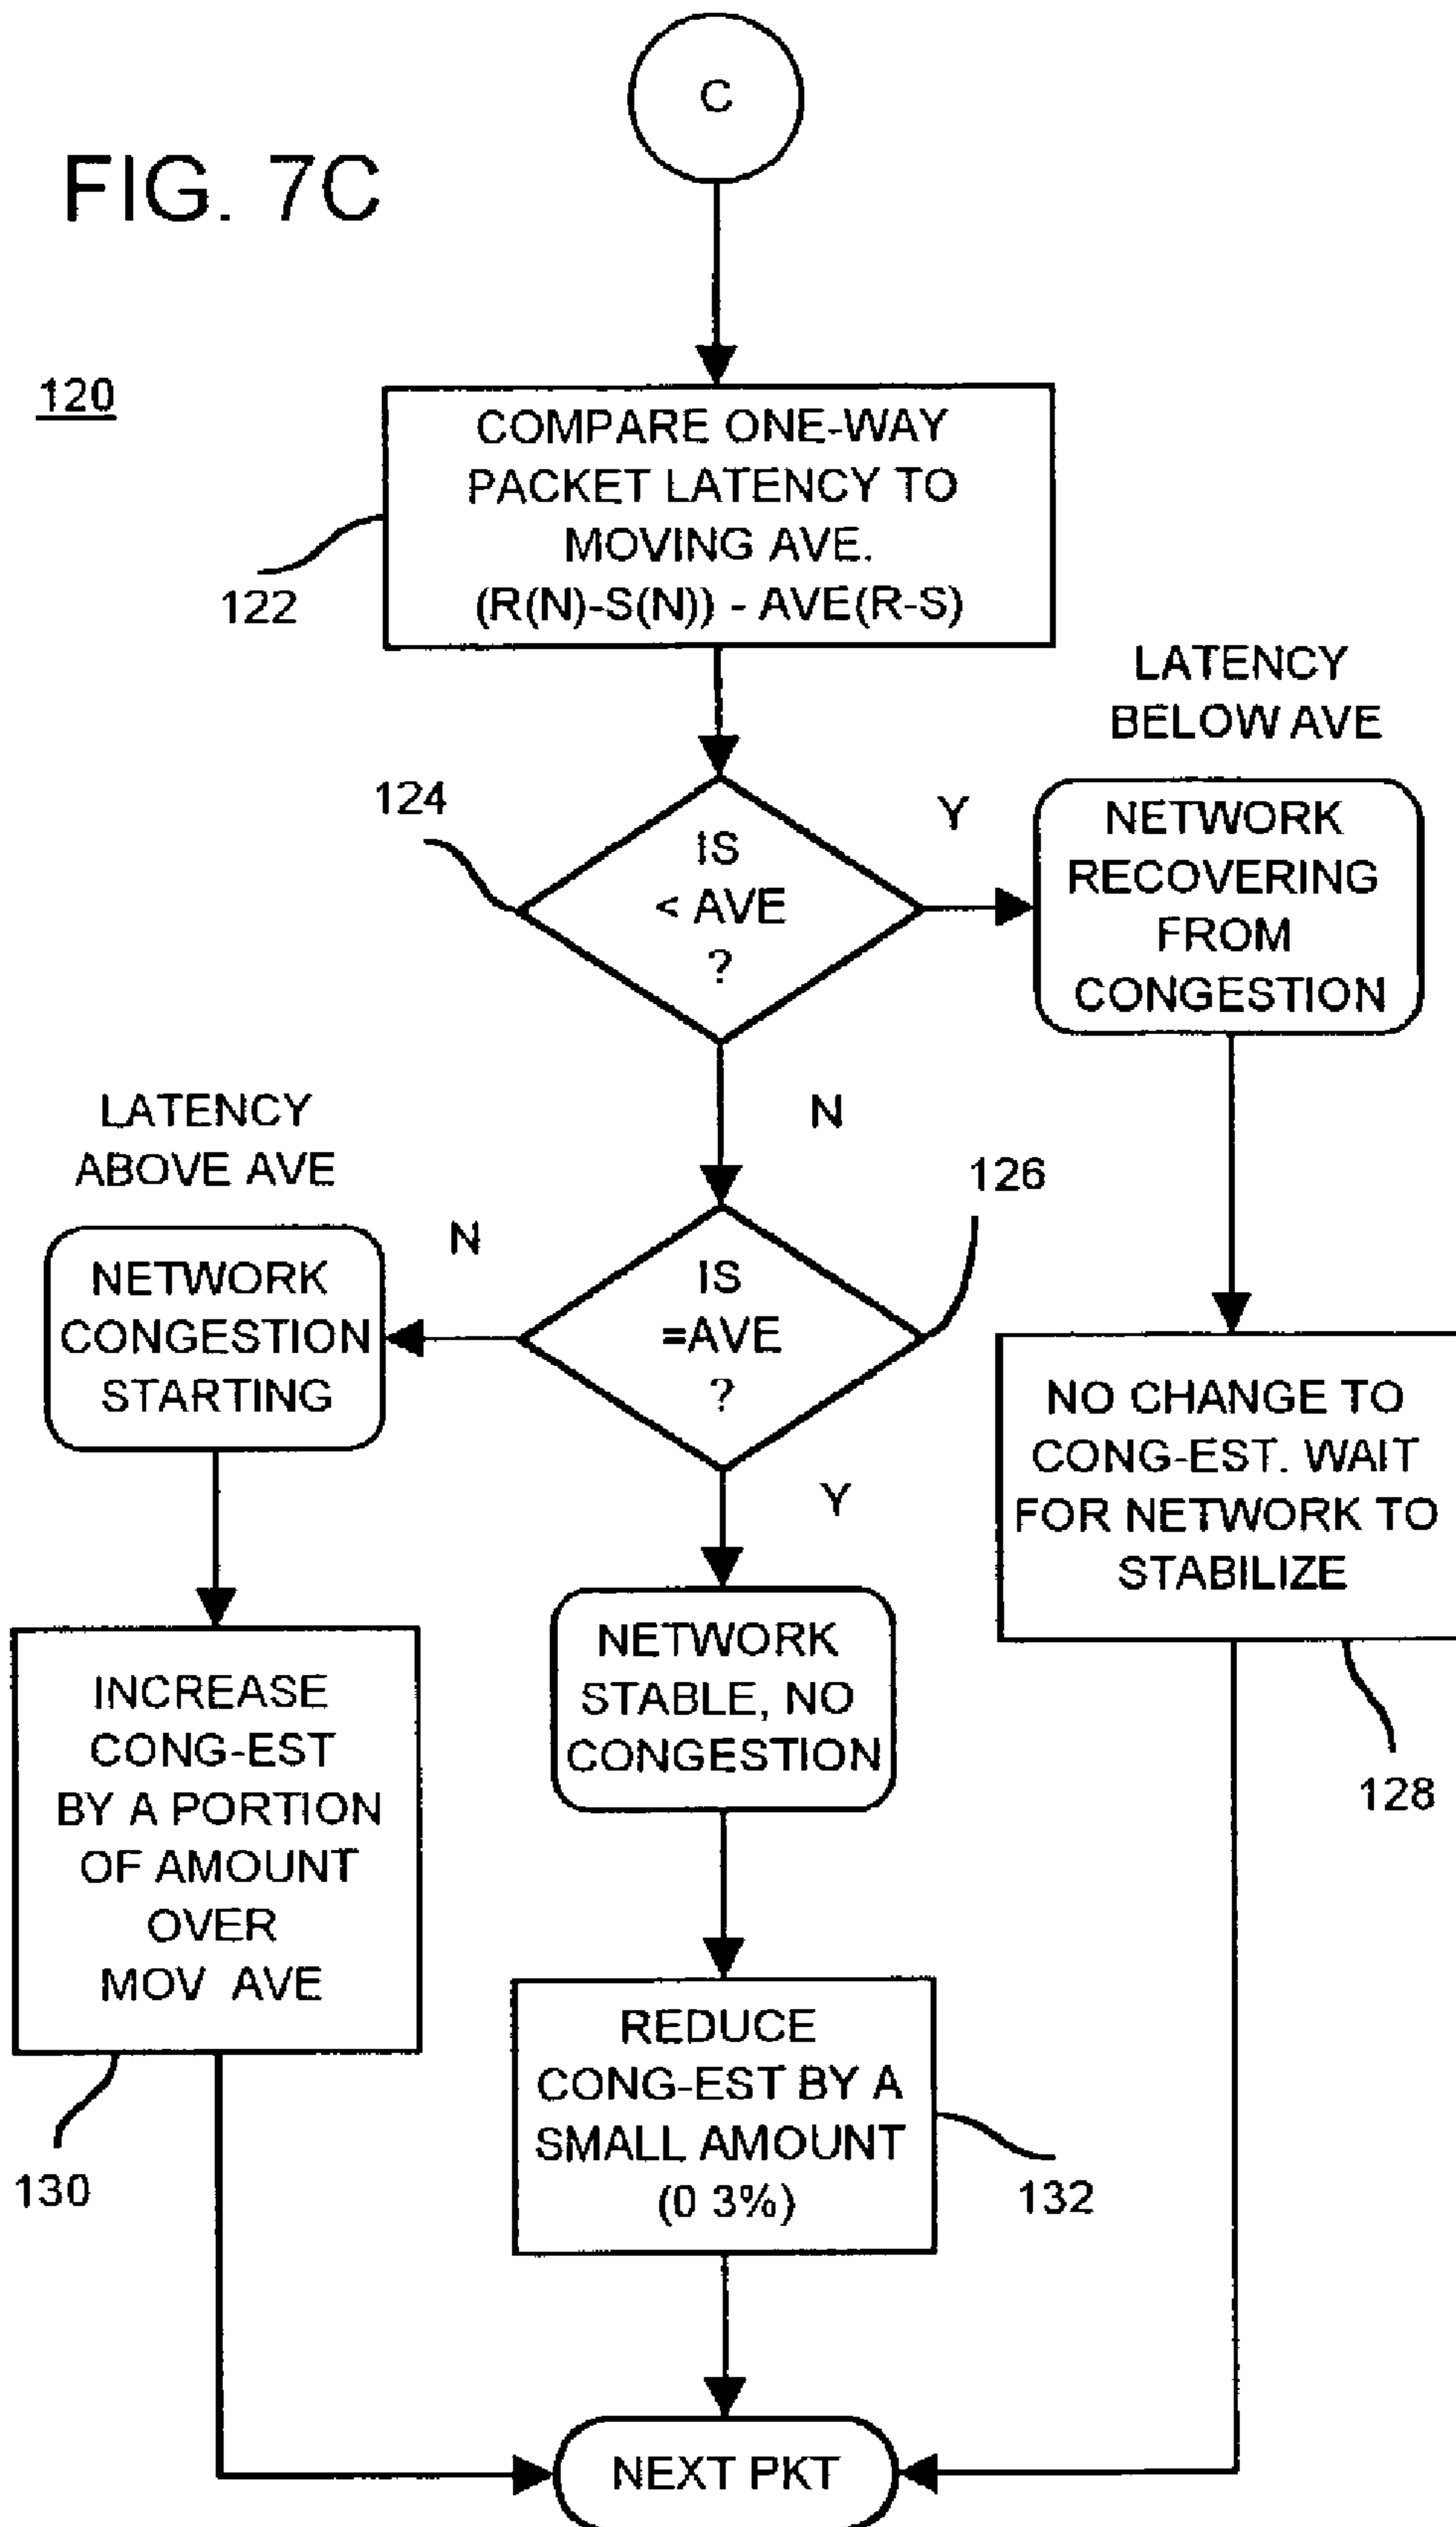 C
FIG. 7C
120
COMPARE ONE-WAY
PACKET LATENCY TO
MOVING AVE.
(R(N)-S(N)) - AVE(R-S)
122
LATENCY
BELOW AVE
124
IS
< AVE
?
Y
NETWORK
RECOVERING
FROM
CONGESTION
N
LATENCY
ABOVE AVE
126
N
NETWORK
CONGESTION
STARTING
IS
=AVE
?
Y
NO CHANGE TO
CONG-EST. WAIT
FOR NETWORK TO
STABILIZE
128
NETWORK
STABLE, NO
CONGESTION
INCREASE
CONG-EST
BY A PORTION
OF AMOUNT
OVER
MOV AVE
130
REDUCE
CONG-EST BY A
SMALL AMOUNT
(0 3%)
132
NEXT PKT